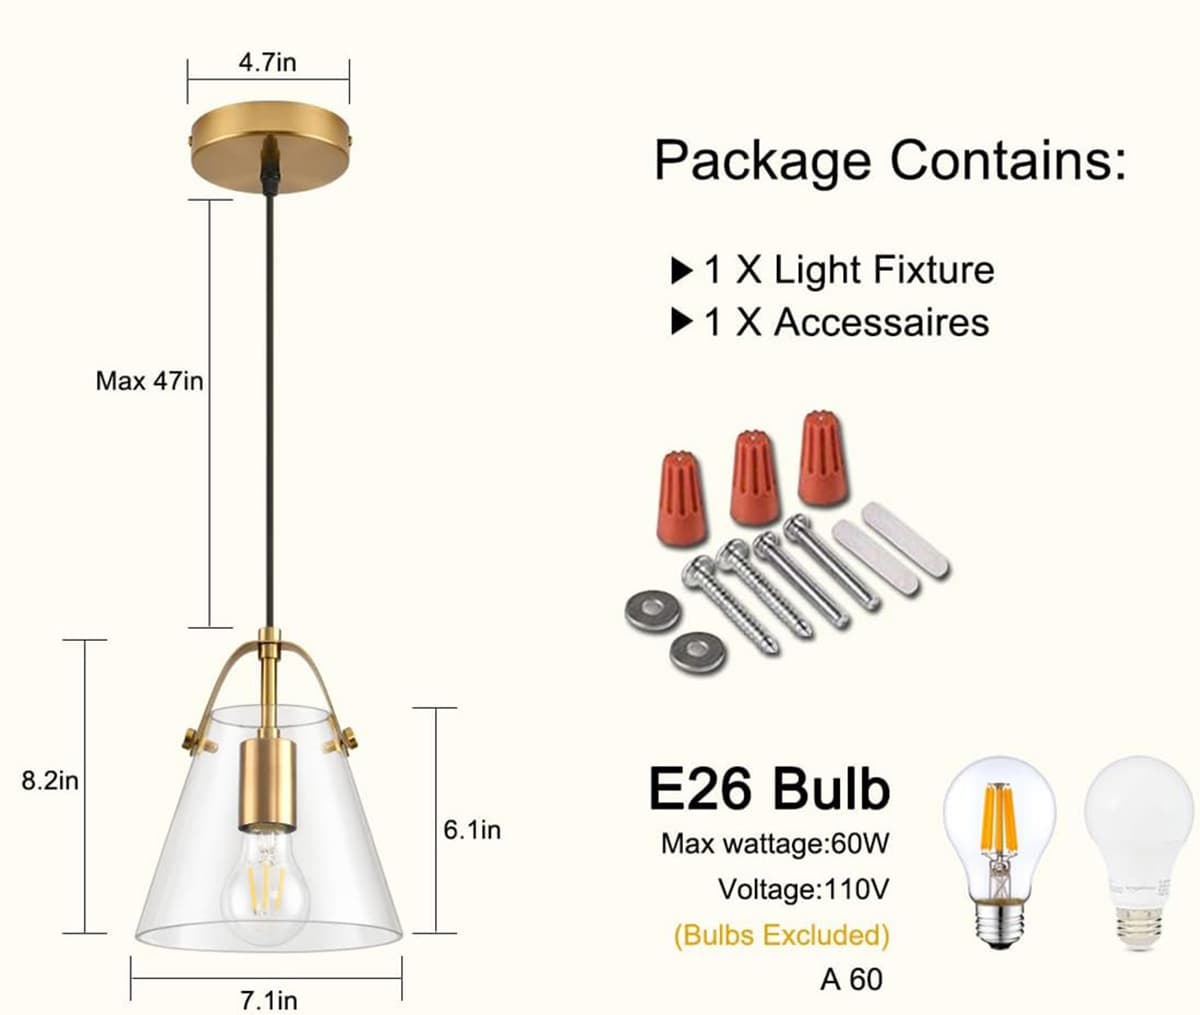 4.7in
Package Contains:
1 X Light Fixture
1 X Accessaires
Max 47in
8.2in
6.1in
7.1in
E26 Bulb
Max wattage:60W
Voltage:110V
(Bulbs Excluded)
A 60